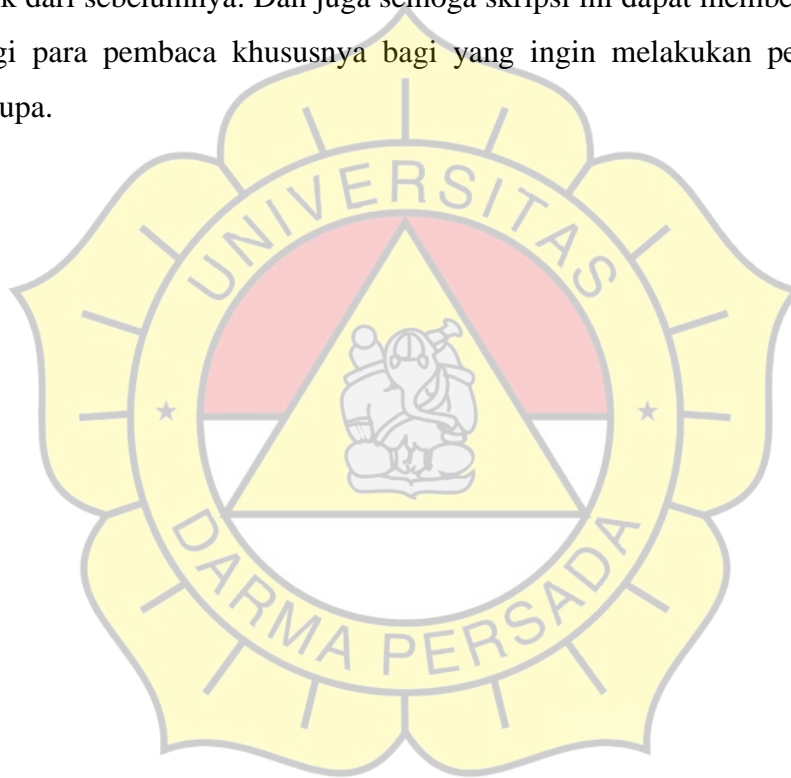 k dari sebelumnya. Dan juga semoga skripsi ini dapat membe
gi para pembaca khususnya bagi yang ingin melakukan pe
upa.
UNIVERSITAS
DARMA PERSADA